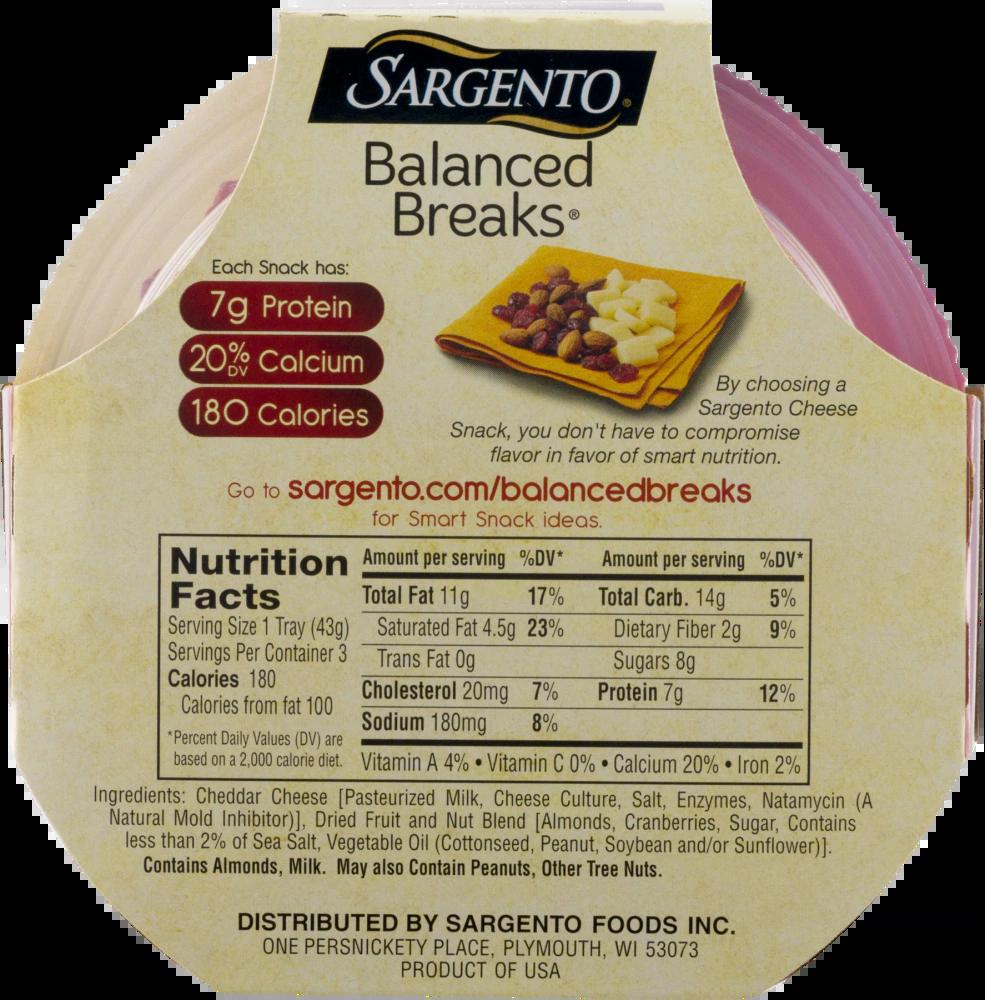 SARGENTO®
Balanced
Breaks®
Each Snack has:
7g Protein
20% DV Calcium
180 Calories
By choosing a
Sargento Cheese
Snack, you don't have to compromise
flavor in favor of smart nutrition.
Go to sargento.com/balancedbreaks
for Smart Snack ideas.
Nutrition
Facts
Serving Size 1 Tray (43g)
Servings Per Container 3
Calories 180
Calories from fat 100
*Percent Daily Values (DV) are
based on a 2,000 calorie diet.
Amount per serving %DV* Amount per serving %DV*
Total Fat 11g 17% Total Carb. 14g 5%
Saturated Fat 4.5g 23% Dietary Fiber 2g 9%
Trans Fat 0g Sugars 8g
Cholesterol 20mg 7% Protein 7g 12%
Sodium 180mg 8%
Vitamin A 4% • Vitamin C 0% • Calcium 20% • Iron 2%
Ingredients: Cheddar Cheese [Pasteurized Milk, Cheese Culture, Salt, Enzymes, Natamycin (A
Natural Mold Inhibitor)], Dried Fruit and Nut Blend [Almonds, Cranberries, Sugar, Contains
less than 2% of Sea Salt, Vegetable Oil (Cottonseed, Peanut, Soybean and/or Sunflower)].
Contains Almonds, Milk. May also Contain Peanuts, Other Tree Nuts.
DISTRIBUTED BY SARGENTO FOODS INC.
ONE PERSNICKETY PLACE, PLYMOUTH, WI 53073
PRODUCT OF USA